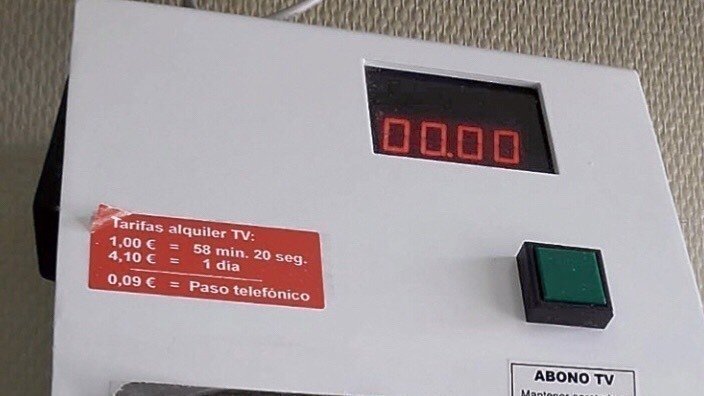 00.00
Tarifas alquiler TV:
1,00 € = 58 min. 20 seg.
4,10 € = 1 día
0,09 € = Paso telefónico
ABONO TV
Mantener